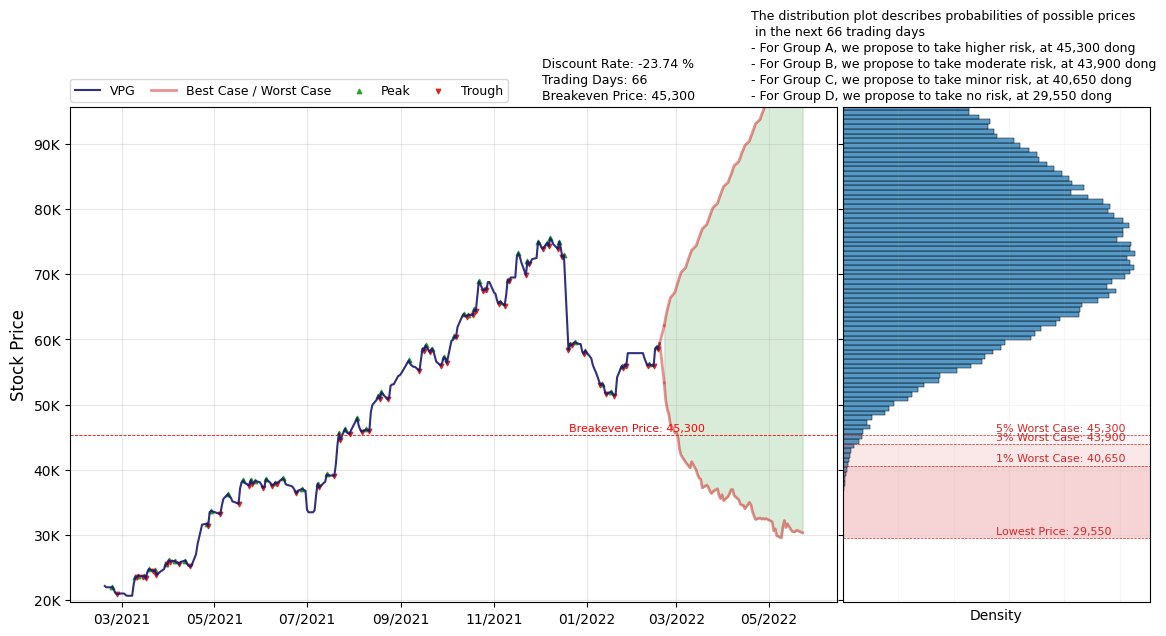 The distribution plot describes probabilities of possible prices
in the next 66 trading days
- For Group A, we propose to take higher risk, at 45,300 dong
- For Group B, we propose to take moderate risk, at 43,900 dong
- For Group C, we propose to take minor risk, at 40,650 dong
- For Group D, we propose to take no risk, at 29,550 dong
Discount Rate: -23.74 %
Trading Days: 66
Breakeven Price: 45,300
VPG
Best Case / Worst Case
Peak
Trough
Stock Price
90K
80K
70K
60K
50K
40K
30K
20K
Breakeven Price: 45,300
03/2021
05/2021
07/2021
09/2021
11/2021
01/2022
03/2022
05/2022
5% Worst Case: 45,300
3% Worst Case: 43,900
1% Worst Case: 40,650
Lowest Price: 29,550
Density